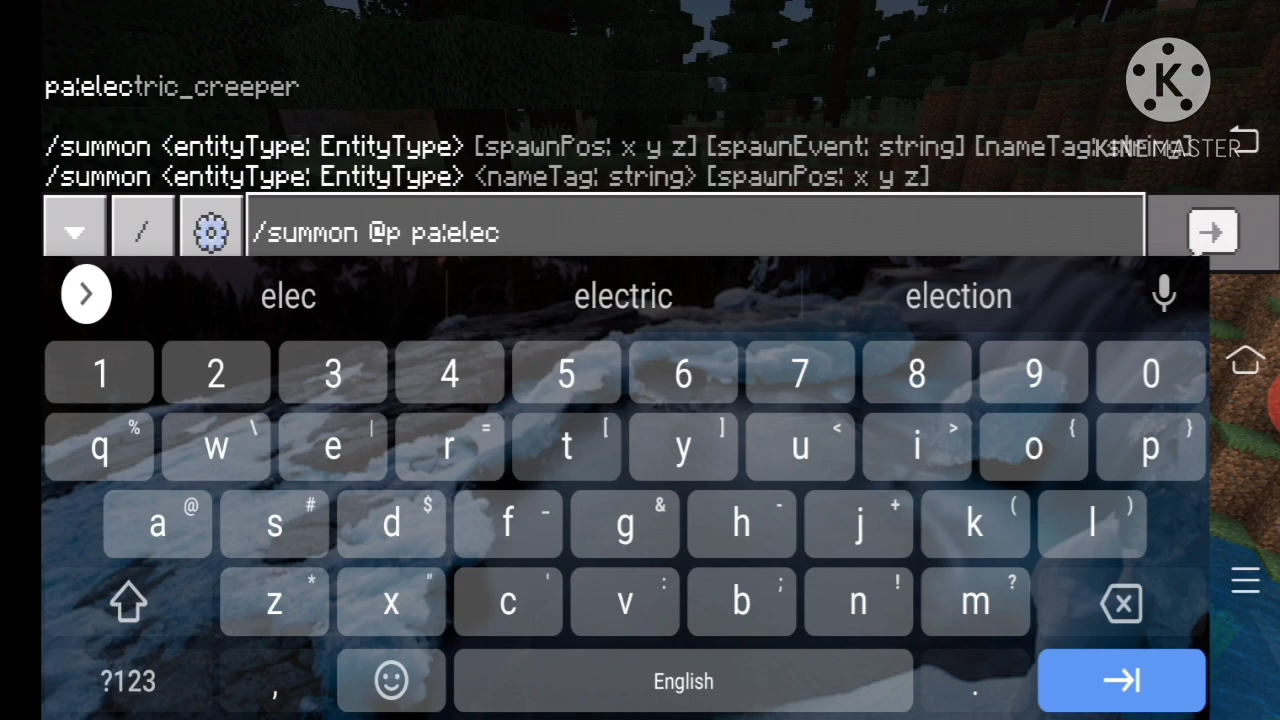 pa:electric_creeper
/summon <entityType: EntityType> [spawnPos: x y z] [spawnEvent: string] [nameTag: string]
/summon <entityType: EntityType> <nameTag: string> [spawnPos: x y z]
K
KINEMASTER
/
/summon @p pa:elec
elec electric election
1 2 3 4 5 6 7 8 9 0
q % w \ e | r = t [ y ] u < i > o { p }
a @ s # d $ f _ g & h - j + k ( l )
z * x " c ' v : b ; n ! m ?
?123 , English .